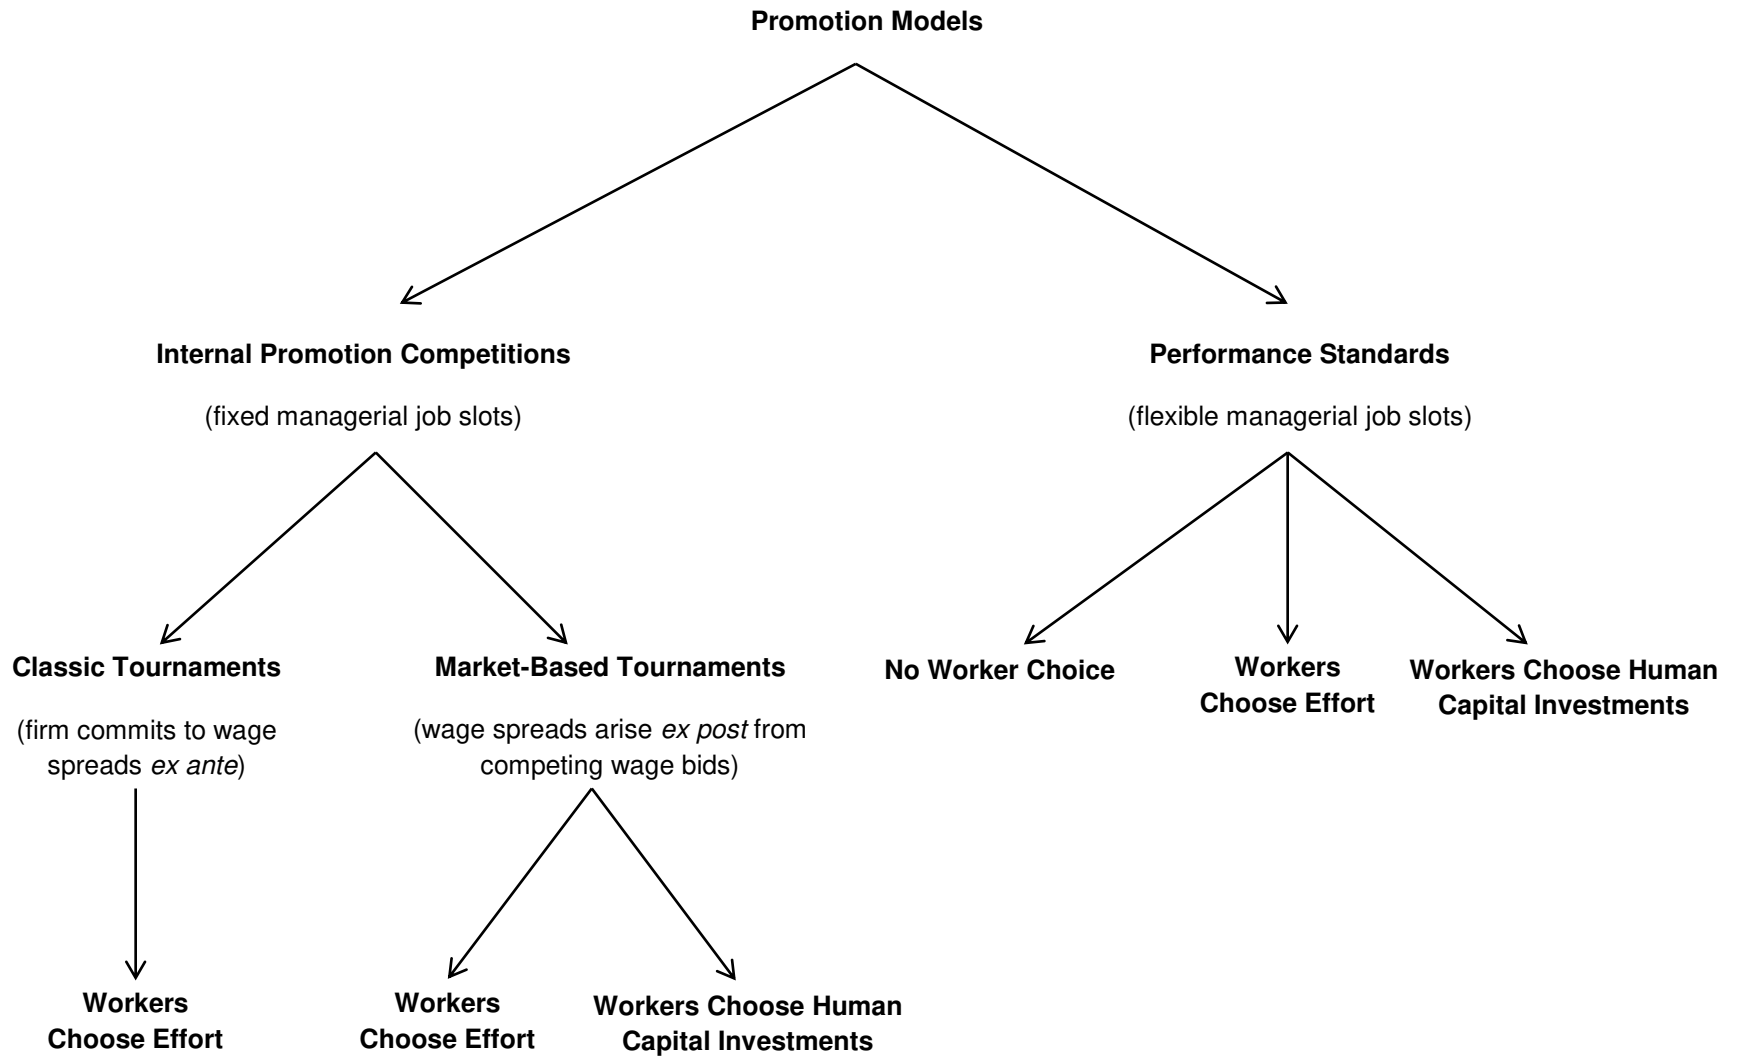 Promotion Models
Internal Promotion Competitions
(fixed managerial job slots)
Performance Standards
(flexible managerial job slots)
Classic Tournaments
(firm commits to wage
spreads ex ante)
Market-Based Tournaments
(wage spreads arise ex post from
competing wage bids)
No Worker Choice
Workers
Choose Effort
Workers Choose Human
Capital Investments
Workers
Choose Effort
Workers
Choose Effort
Workers Choose Human
Capital Investments